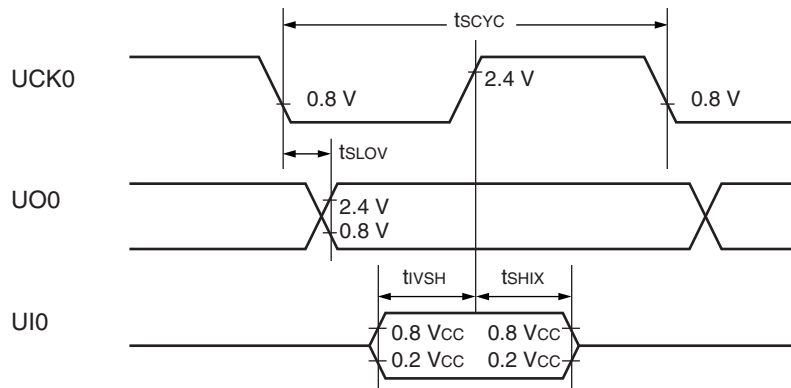 tSCYC
UCK0
2.4 V
0.8 V
0.8 V
tSLOV
UO0
2.4 V
0.8 V
tIVSH
tSHIX
UI0
0.8 VCC
0.8 VCC
0.2 VCC
0.2 VCC